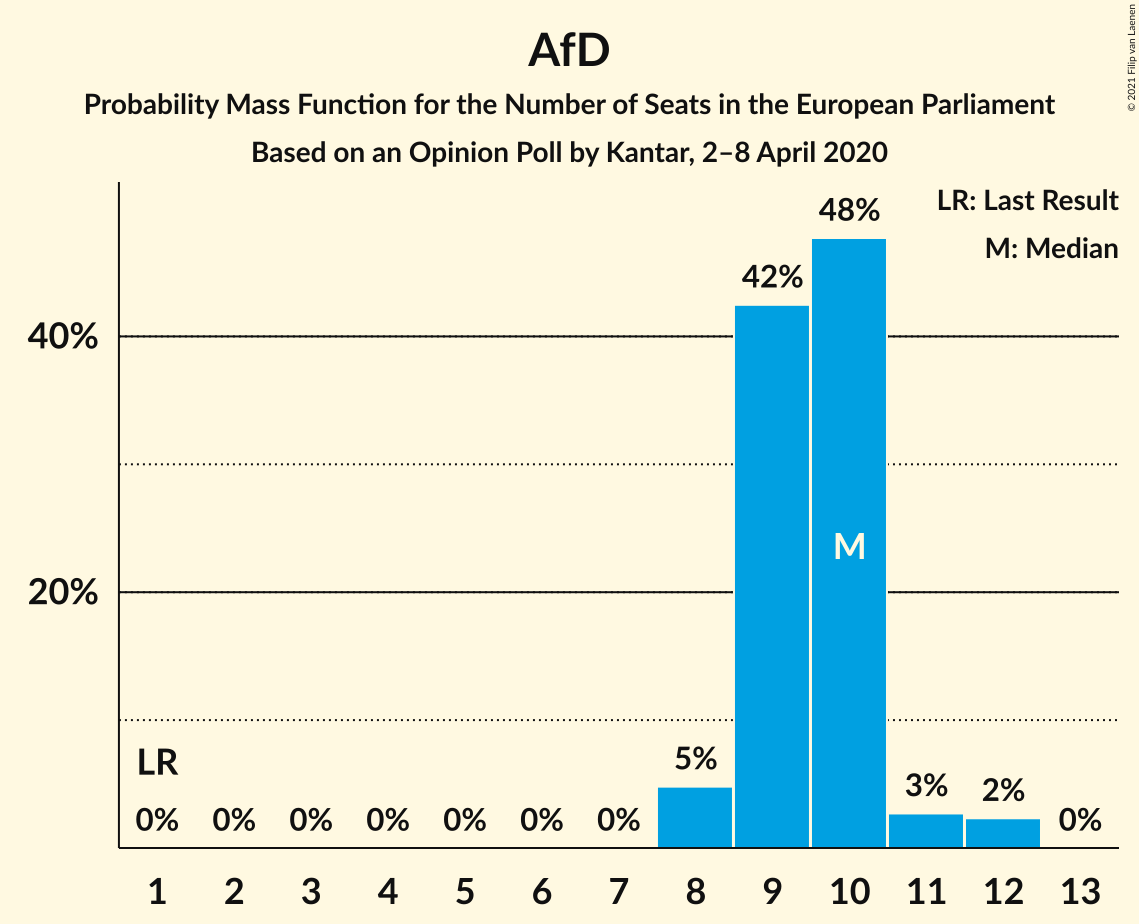 AfD
Probability Mass Function for the Number of Seats in the European Parliament
Based on an Opinion Poll by Kantar, 2–8 April 2020
© 2021 Filip van Laenen
LR: Last Result
M: Median
48%
42%
40%
M
20%
LR
5%
3%
2%
0% 0% 0% 0% 0% 0% 0% 0%
1 2 3 4 5 6 7 8 9 10 11 12 13